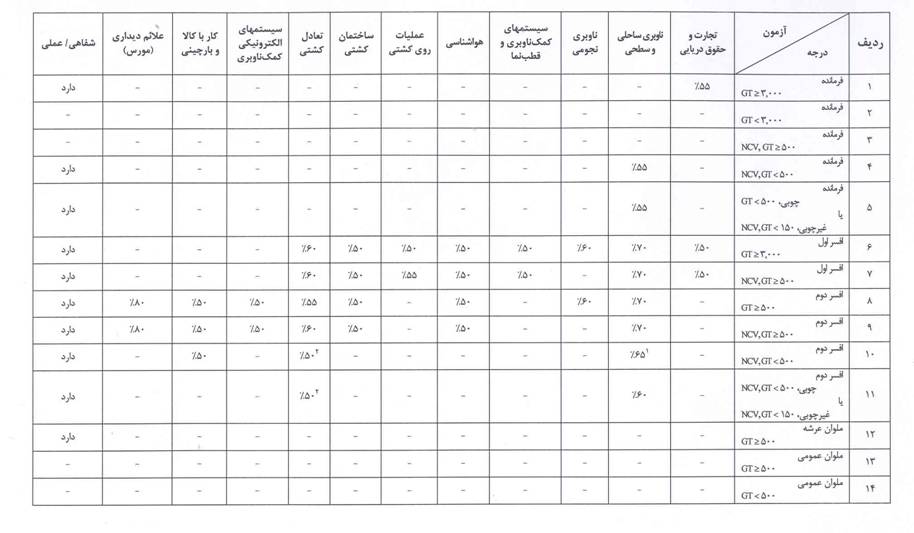 ردیف | آزمون / درجه | تجارت و حقوق دریایی | ناوبری ساحلی و سطحی | ناوبری نجومی | سیستمهای کمک‌ناوبری و قطب‌نما | هواشناسی | عملیات روی کشتی | ساختمان کشتی | تعادل کشتی | سیستمهای الکترونیکی کمک‌ناوبری | کار با کالا و بارچینی | علائم دیداری (مورس) | شفاهی/ عملی
۱ | فرمانده GT ≥ ۳,۰۰۰ | ٪۵۵ | – | – | – | – | – | – | – | – | – | – | دارد
۲ | فرمانده GT < ۳,۰۰۰ | – | – | – | – | – | – | – | – | – | – | – | –
۳ | فرمانده NCV, GT ≥ ۵۰۰ | – | – | – | – | – | – | – | – | – | – | – | –
۴ | فرمانده NCV, GT < ۵۰۰ | – | ٪۵۵ | – | – | – | – | – | – | – | – | – | دارد
۵ | فرمانده چوبی، GT < ۵۰۰ یا غیرچوبی، NCV, GT < ۱۵۰ | – | ٪۵۵ | – | – | – | – | – | – | – | – | – | دارد
۶ | افسر اول GT ≥ ۳,۰۰۰ | ٪۵۰ | ٪۷۰ | ٪۶۰ | ٪۵۰ | ٪۵۰ | ٪۵۰ | ٪۵۰ | ٪۶۰ | – | – | – | دارد
۷ | افسر اول NCV, GT ≥ ۵۰۰ | ٪۵۰ | ٪۷۰ | – | ٪۵۰ | ٪۵۰ | ٪۵۵ | ٪۵۰ | ٪۶۰ | – | – | – | دارد
۸ | افسر دوم GT ≥ ۵۰۰ | – | ٪۷۰ | ٪۶۰ | – | ٪۵۰ | – | ٪۵۰ | ٪۵۵ | ٪۵۰ | ٪۵۰ | ٪۸۰ | دارد
۹ | افسر دوم NCV, GT ≥ ۵۰۰ | – | ٪۷۰ | – | – | ٪۵۰ | – | ٪۵۰ | ٪۶۰ | ٪۵۰ | ٪۵۰ | ٪۸۰ | دارد
۱۰ | افسر دوم NCV, GT < ۵۰۰ | – | ٪۶۵¹ | – | – | – | – | – | ٪۵۰² | – | ٪۵۰ | – | دارد
۱۱ | افسر دوم چوبی، NCV, GT < ۵۰۰ یا غیرچوبی، NCV, GT < ۱۵۰ | – | ٪۶۰ | – | – | – | – | – | ٪۵۰² | – | – | – | دارد
۱۲ | ملوان عرشه GT ≥ ۵۰۰ | – | – | – | – | – | – | – | – | – | – | – | دارد
۱۳ | ملوان عمومی GT ≥ ۵۰۰ | – | – | – | – | – | – | – | – | – | – | – | –
۱۴ | ملوان عمومی GT < ۵۰۰ | – | – | – | – | – | – | – | – | – | – | – | –